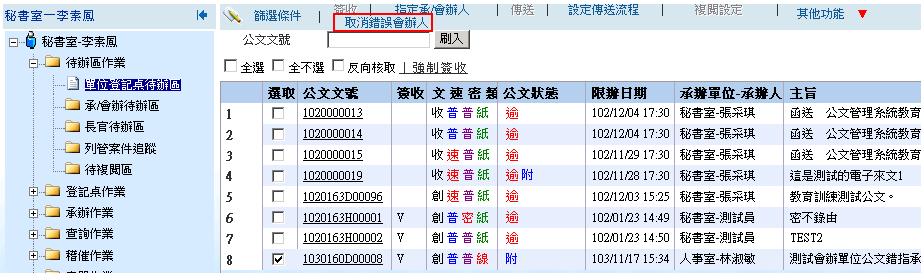 秘書室─李素鳳
秘書室-李素鳳
待辦區作業
單位登記桌待辦區
承/會辦待辦區
長官待辦區
列管案件追蹤
待複閱區
登記桌作業
承辦作業
查詢作業
稽催作業
篩選條件 | 簽收 | 指定承/會辦人 | 傳送 | 設定傳送流程 | 複閱設定 | 其他功能 ▼
取消錯誤會辦人
公文文號 刷入
全選 全不選 反向核取 | 強制簽收
選取 公文文號 簽收 文 速 密 類 公文狀態 限辦日期 承辦單位-承辦人 主旨
1 1020000013 收 普 普 紙 逾 102/12/04 17:30 秘書室-張采琪 函送 公文管理系統教育
2 1020000014 收 普 普 紙 逾 102/12/04 17:30 秘書室-張采琪 函送 公文管理系統教育
3 1020000015 收 速 普 紙 逾 102/11/29 17:30 秘書室-張采琪 函送 公文管理系統教育
4 1020000019 收 速 普 紙 逾 附 102/11/28 17:30 秘書室-張采琪 這是測試的電子來文1
5 1020163D00096 創 速 普 紙 逾 102/12/03 15:25 秘書室-張采琪 教育訓練測試公文。
6 1020163H00001 V 創 普 密 紙 逾 102/01/23 14:49 秘書室-測試員 密不錄由
7 1020163H00002 V 創 普 普 紙 逾 102/01/23 14:50 秘書室-測試員 TEST2
8 1030160D00008 V 創 普 普 線 附 103/11/17 15:34 人事室-林淑敏 測試會辦單位公文錯指承